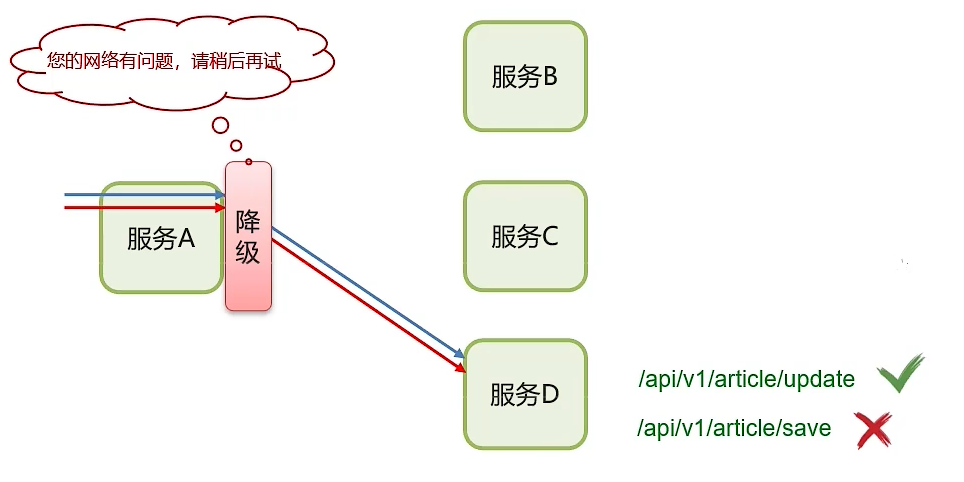 您的网络有问题，请稍后再试
服务B
降
级
服务A
服务C
服务D
/api/v1/article/update
/api/v1/article/save